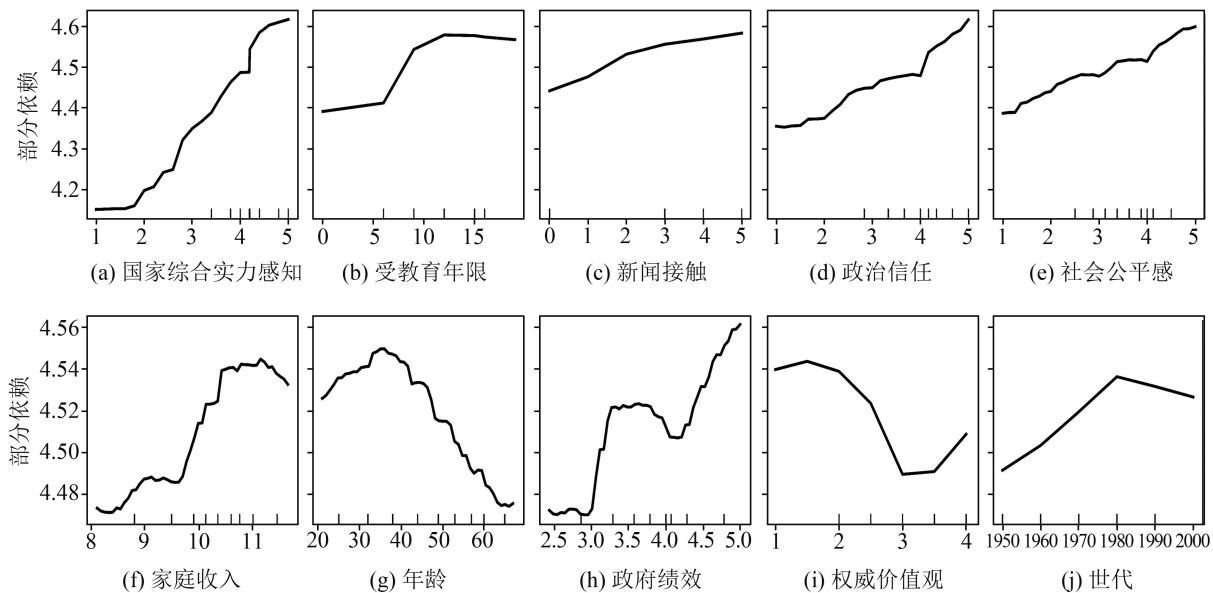 部分依赖
4.6
4.5
4.4
4.3
4.2
1 2 3 4 5
0 5 10 15
0 1 2 3 4 5
1 2 3 4 5
1 2 3 4 5
(a) 国家综合实力感知
(b) 受教育年限
(c) 新闻接触
(d) 政治信任
(e) 社会公平感
部分依赖
4.56
4.54
4.52
4.50
4.48
8 9 10 11
20 30 40 50 60
2.5 3.0 3.5 4.0 4.5 5.0
1 2 3 4
1950 1960 1970 1980 1990 2000
(f) 家庭收入
(g) 年龄
(h) 政府绩效
(i) 权威价值观
(j) 世代